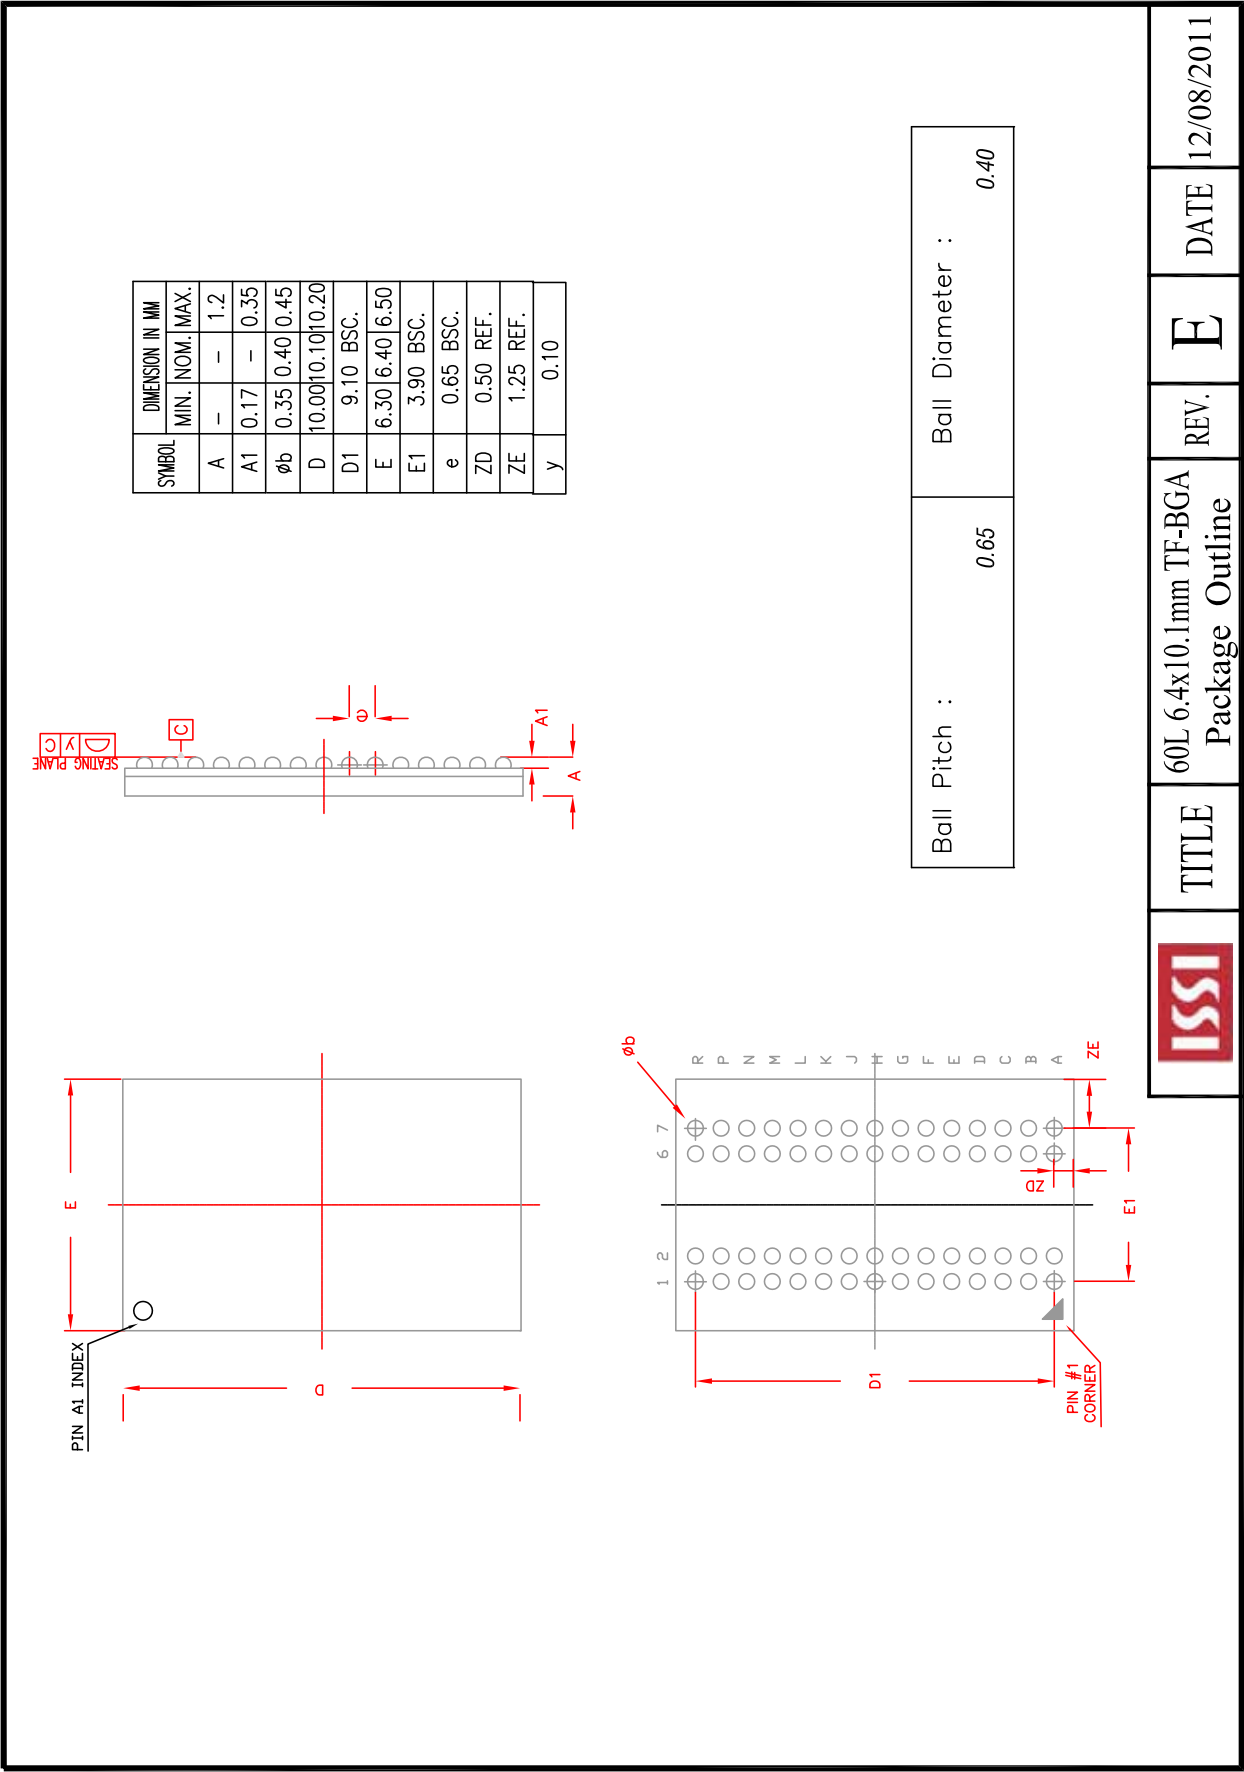 PIN A1 INDEX
E
D
SEATING PLANE
y C
C
e
A1
A
SYMBOL DIMENSION IN MM
MIN. NOM. MAX.
A - - 1.2
A1 0.17 - 0.35
øb 0.35 0.40 0.45
D 10.00 10.10 10.20
D1 9.10 BSC.
E 6.30 6.40 6.50
E1 3.90 BSC.
e 0.65 BSC.
ZD 0.50 REF.
ZE 1.25 REF.
y 0.10
øb
1 2 6 7
R
P
N
M
L
K
J
H
G
F
E
D
C
B
A
ZE
ZD
E1
D1
PIN #1
CORNER
Ball Pitch : Ball Diameter :
0.65 0.40
ISSI TITLE 60L 6.4x10.1mm TF-BGA
Package Outline REV. E DATE 12/08/2011